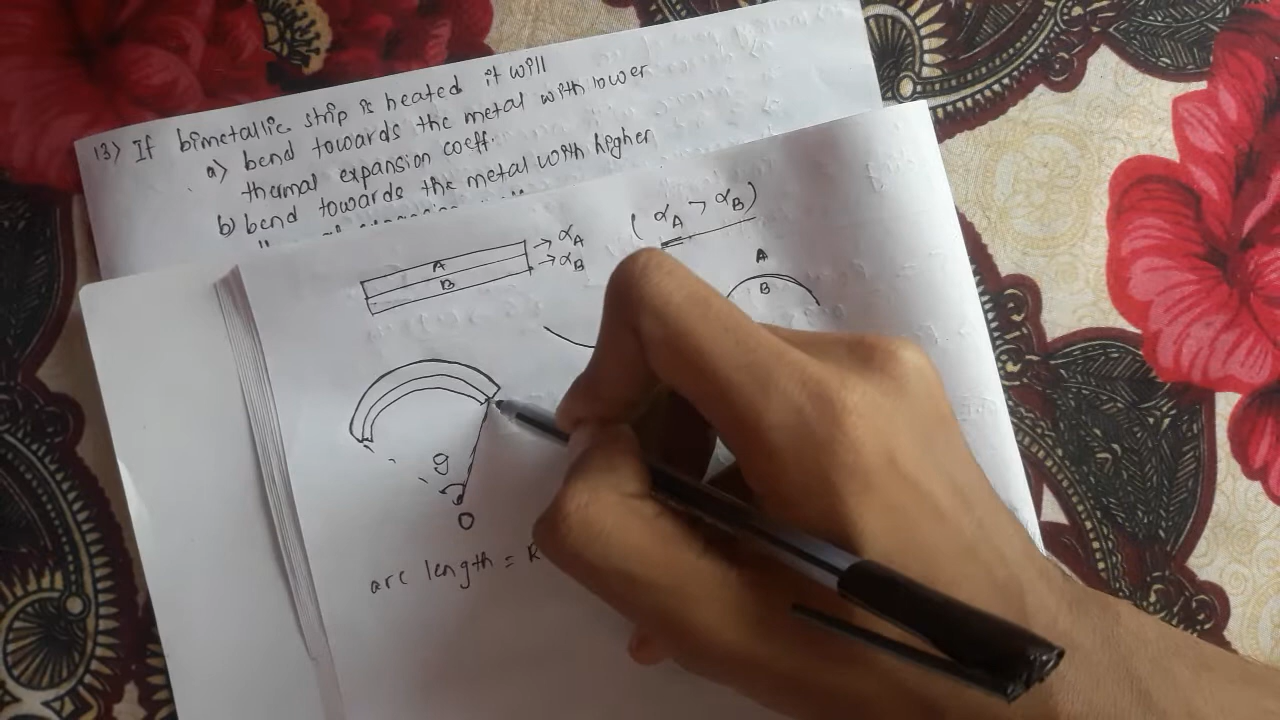 13) If bimetallic strip is heated it will
a) bend towards the metal with lower
thermal expansion coeff.
b) bend towards the metal with higher
A → αA
B → αB
(αA > αB)
A
B
θ
O
arc length = R